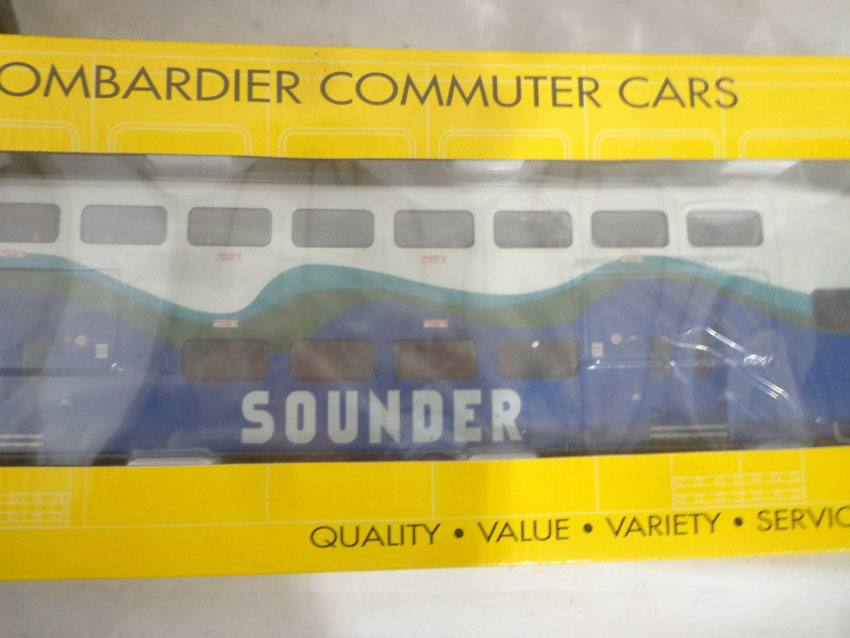 OMBARDIER COMMUTER CARS
SOUNDER
QUALITY • VALUE • VARIETY • SERVIC